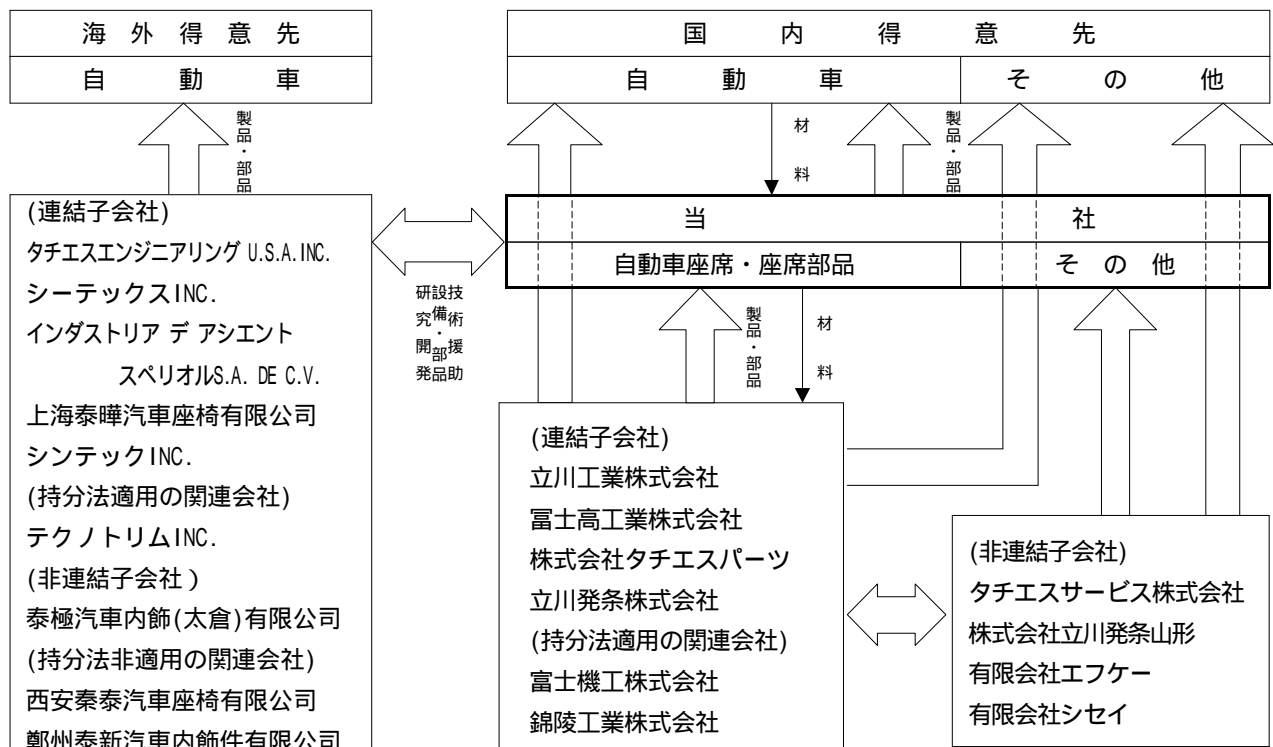 海外得意先
自動車
国内得意先
自動車
その他
製品・部品
材料
製品・部品
当社
自動車座席・座席部品
その他
技術援助
設備・部品
研究開発
製品・部品
材料
(連結子会社)
タチエスエンジニアリング U.S.A.INC.
シーテックスINC.
インダストリア デ アシエント
スペリオルS.A. DE C.V.
上海泰曄汽車座椅有限公司
シンテックINC.
(持分法適用の関連会社)
テクノトリムINC.
(非連結子会社)
泰極汽車内飾(太倉)有限公司
(持分法非適用の関連会社)
西安秦泰汽車座椅有限公司
鄭州泰新汽車内飾件有限公司
(連結子会社)
立川工業株式会社
冨士高工業株式会社
株式会社タチエスパーツ
立川発条株式会社
(持分法適用の関連会社)
富士機工株式会社
錦陵工業株式会社
(非連結子会社)
タチエスサービス株式会社
株式会社立川発条山形
有限会社エフケー
有限会社シセイ